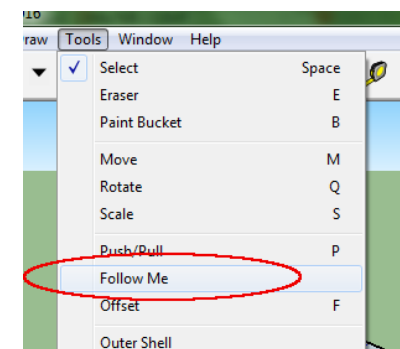 016
raw Tools Window Help
Select Space
Eraser E
Paint Bucket B
Move M
Rotate Q
Scale S
Push/Pull P
Follow Me
Offset F
Outer Shell